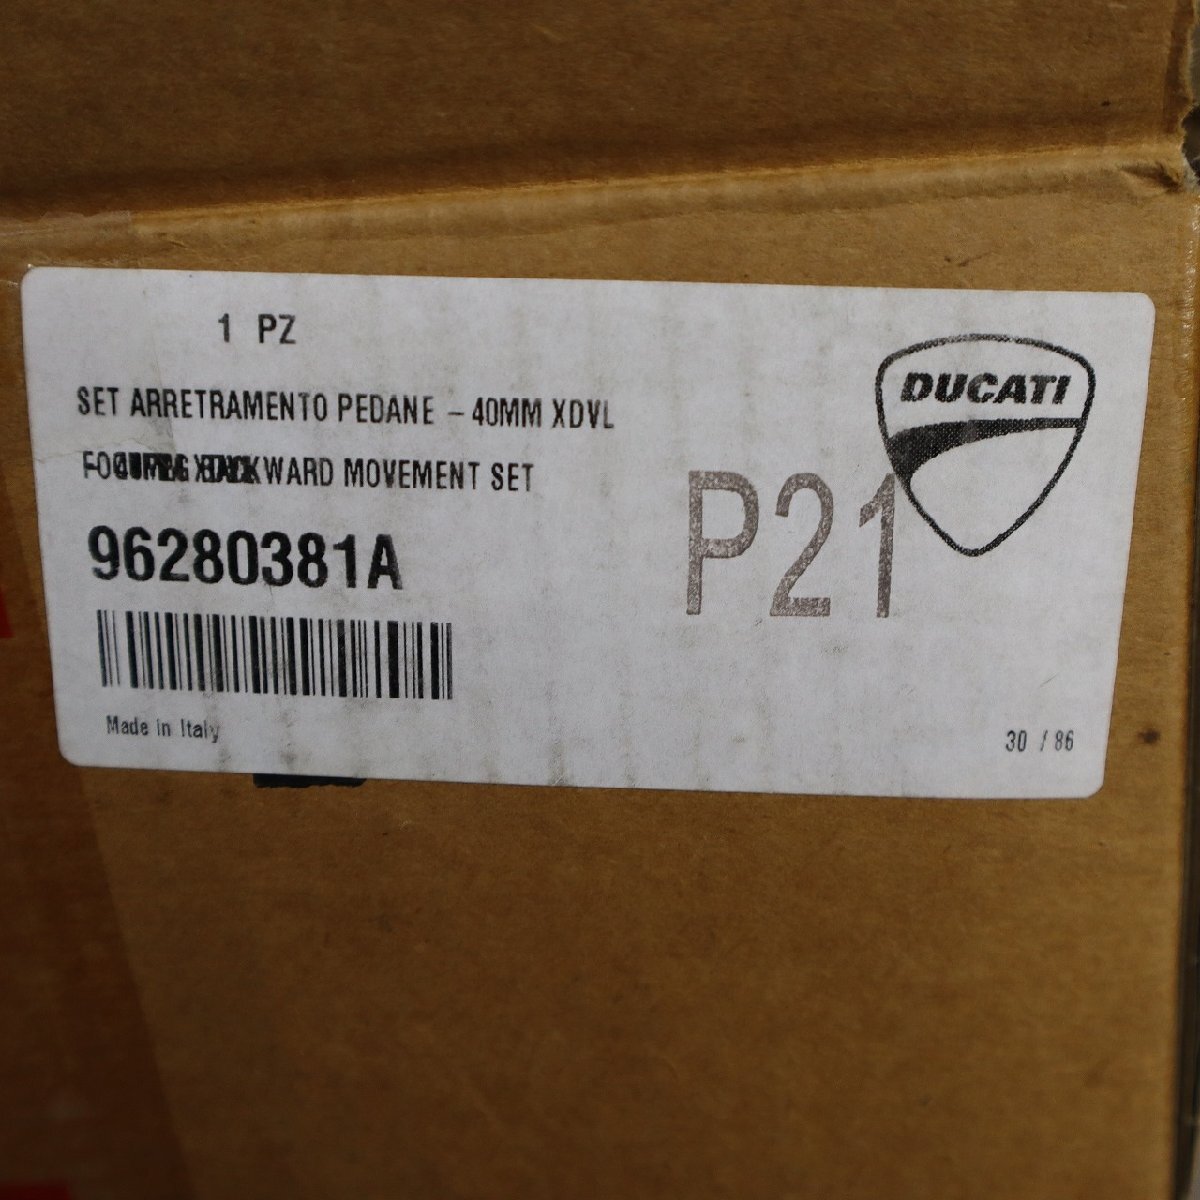 1 PZ
SET ARRETRAMENTO PEDANE - 40MM XDVL
MOVEMENT SET
96280381A
Made in Italy
P21
DUCATI
30 / 86